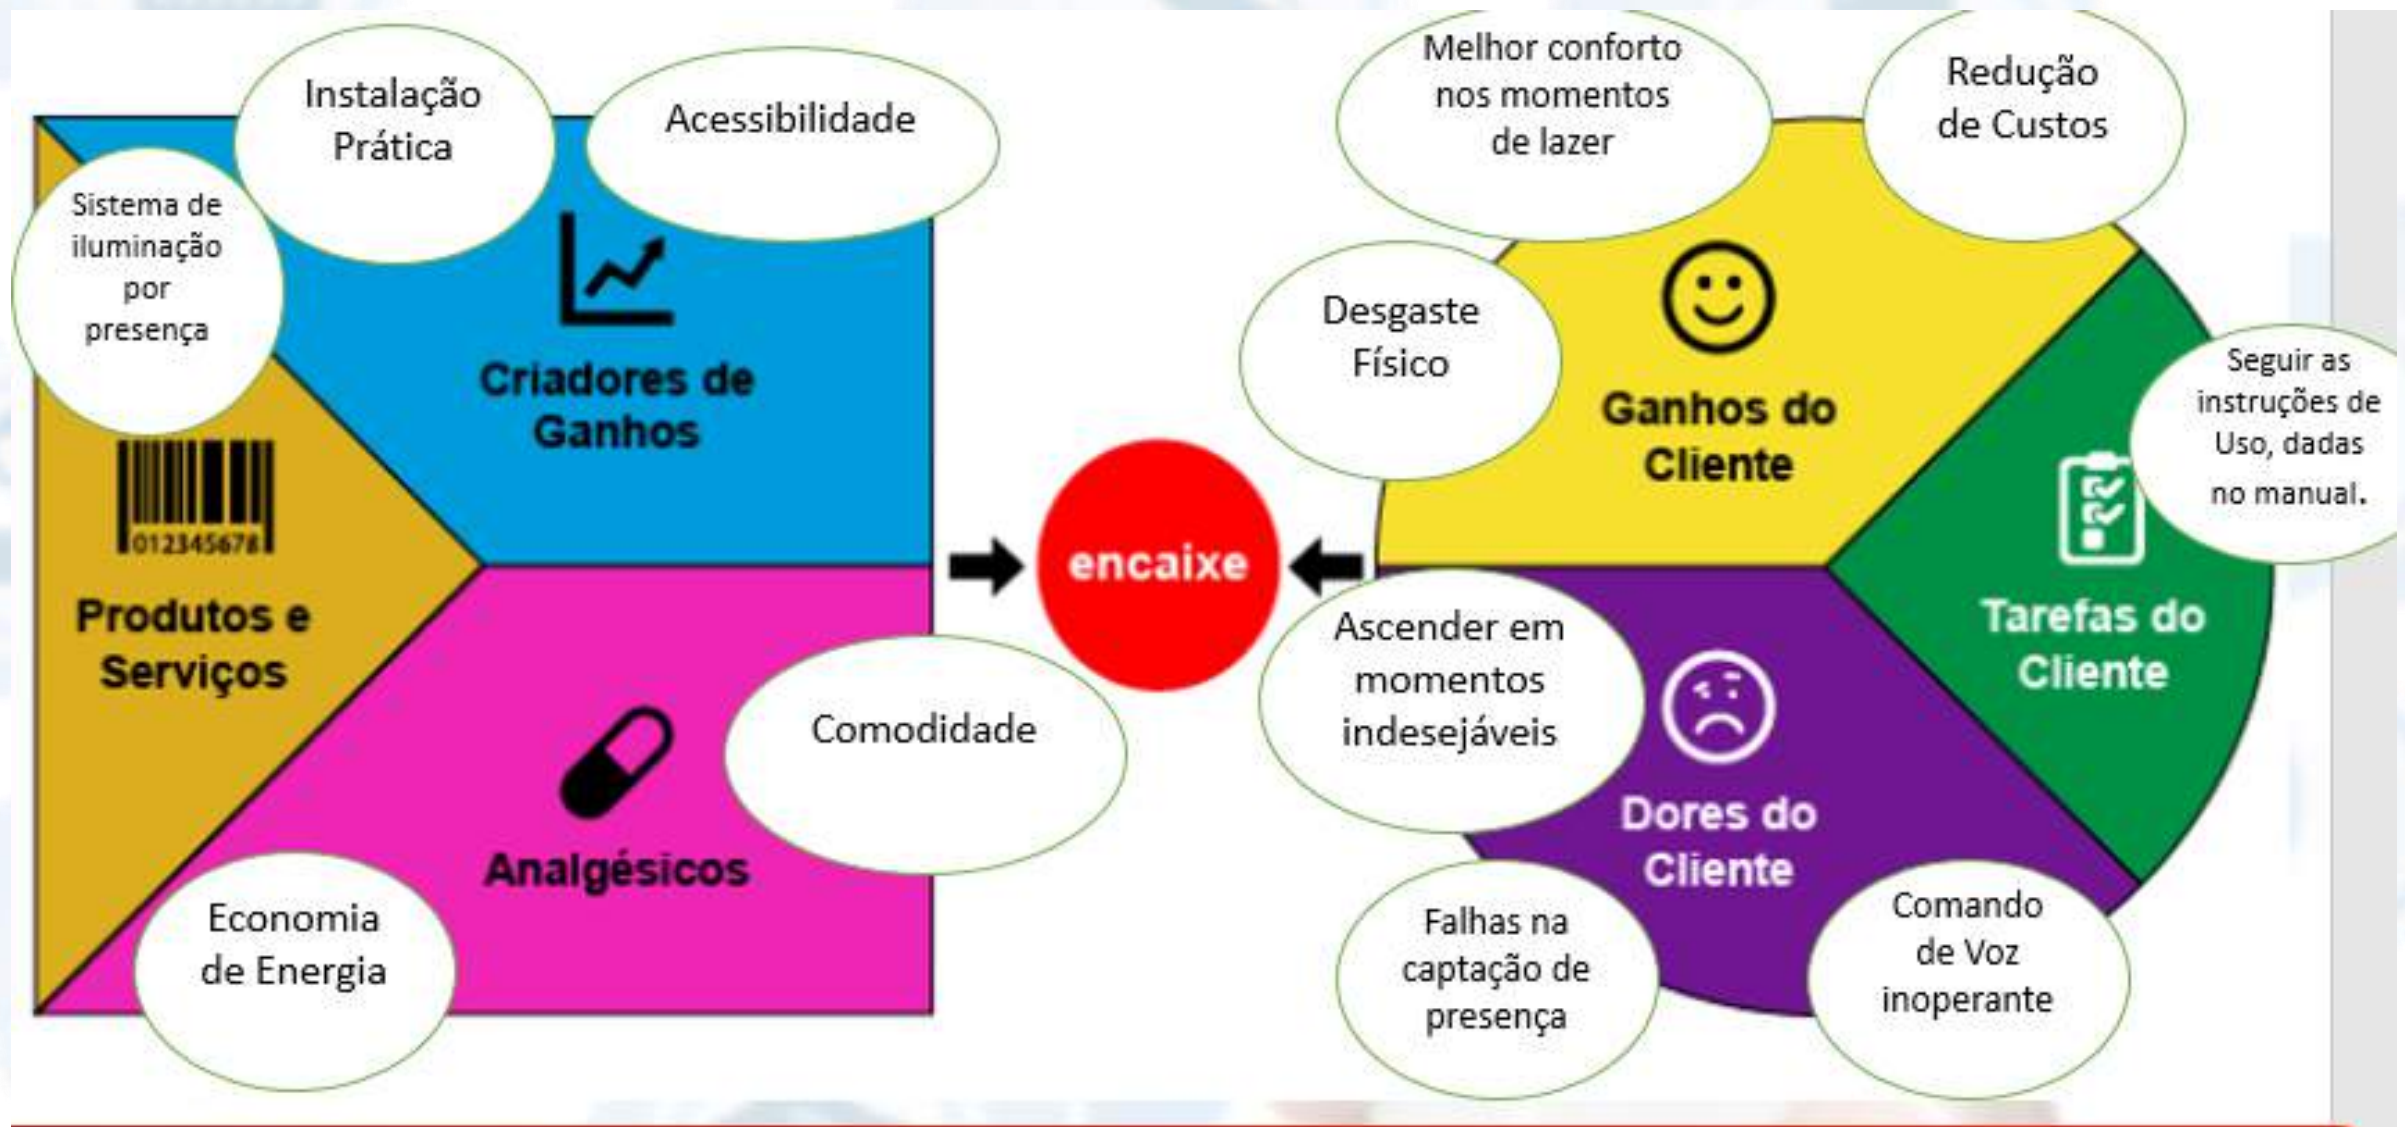 Instalação
Prática
Acessibilidade
Sistema de
iluminação
por
presença
Criadores de
Ganhos
012345678
Produtos e
Serviços
Comodidade
Analgésicos
Economia
de Energia
encaixe
Melhor conforto
nos momentos
de lazer
Redução
de Custos
Desgaste
Físico
Ganhos do
Cliente
Seguir as
instruções de
Uso, dadas
no manual.
Tarefas do
Cliente
Ascender em
momentos
indesejáveis
Dores do
Cliente
Falhas na
captação de
presença
Comando
de Voz
inoperante